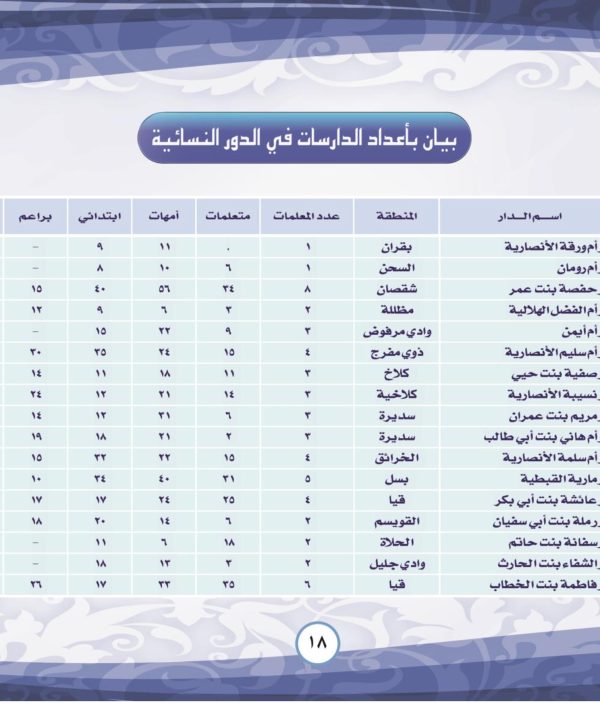 بيان بأعداد الدارسات في الدور النسائية
اسم الدار المنطقة عدد المعلمات متعلمات أمهات ابتدائي براعم
أم ورقة الأنصارية بقران ١ ٠ ١١ ٩ –
أم رومان السحن ١ ٦ ١٠ ٨ –
حفصة بنت عمر شقصان ٨ ٣٤ ٥٦ ٤٠ ١٥
أم الفضل الهلالية مظللة ٢ ٣ ٦ ٩ ١٢
أم أيمن وادي مرفوض ٣ ٩ ٢٢ ١٥ –
أم سليم الأنصارية ذوي مفرج ٤ ١٥ ٢٤ ٣٥ ٣٠
صفية بنت حيي كلاخ ٣ ١١ ١٨ ١١ ١٤
نسيبة الأنصارية كلاخية ٣ ١٤ ٢١ ١٢ ٢٤
مريم بنت عمران سديرة ٣ ٦ ٣١ ١٢ ١٤
أم هاني بنت أبي طالب سديرة ٣ ٢ ٢١ ١٨ ١٩
أم سلمة الأنصارية الخرائق ٤ ١٥ ٢٢ ٣٢ ١٥
مارية القبطية بسل ٥ ٣١ ٤٠ ٣٤ ١٠
عائشة بنت أبي بكر قيا ٤ ٢٥ ٢٤ ١٧ ١٧
رملة بنت أبي سفيان القويسم ٢ ٦ ١٤ ٢٠ ١٨
سفانة بنت حاتم الحلاة ٢ ١٨ ٦ ١١ –
الشفاء بنت الحارث وادي جليل ٢ ٣ ١٣ ١٨ –
فاطمة بنت الخطاب قيا ٦ ٣٥ ٣٣ ١٧ ٢٦
١٨